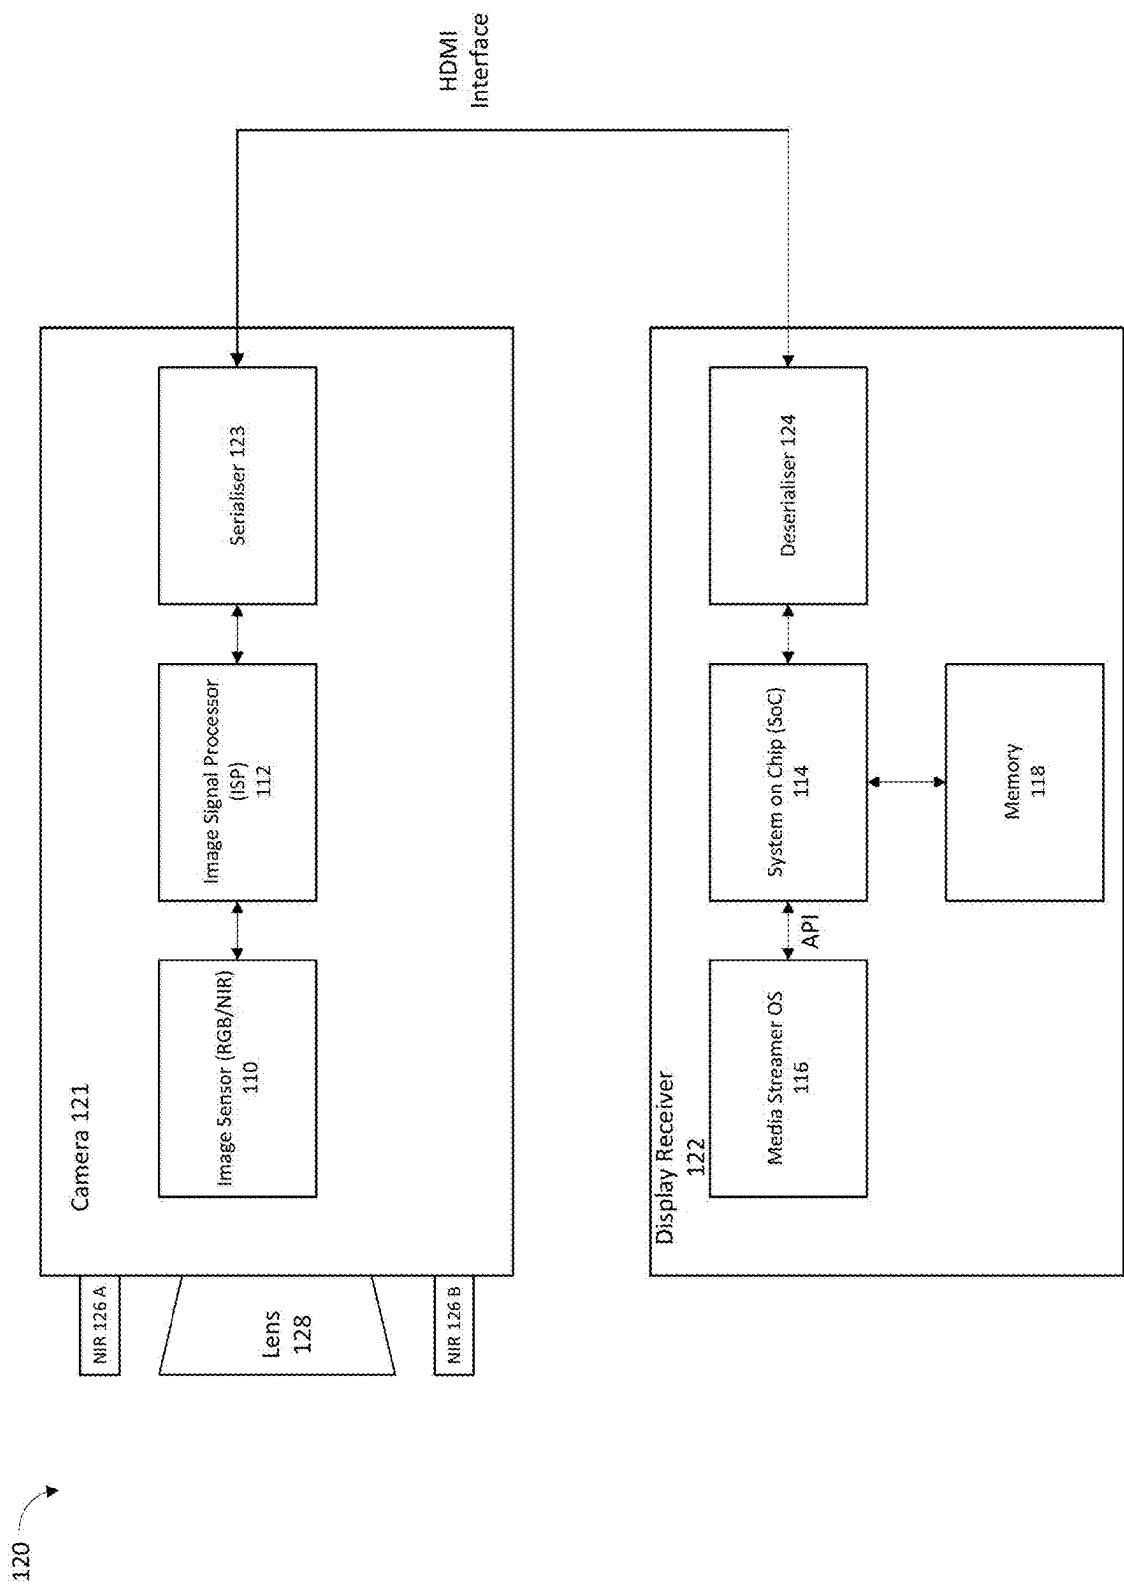 120
NIR 126 A
Lens
128
NIR 126 B
Camera 121
Image Sensor (RGB/NIR)
110
Image Signal Processor
(ISP)
112
Serialiser 123
HDMI
Interface
Display Receiver
122
Media Streamer OS
116
API
System on Chip (SoC)
114
Deserialiser 124
Memory
118